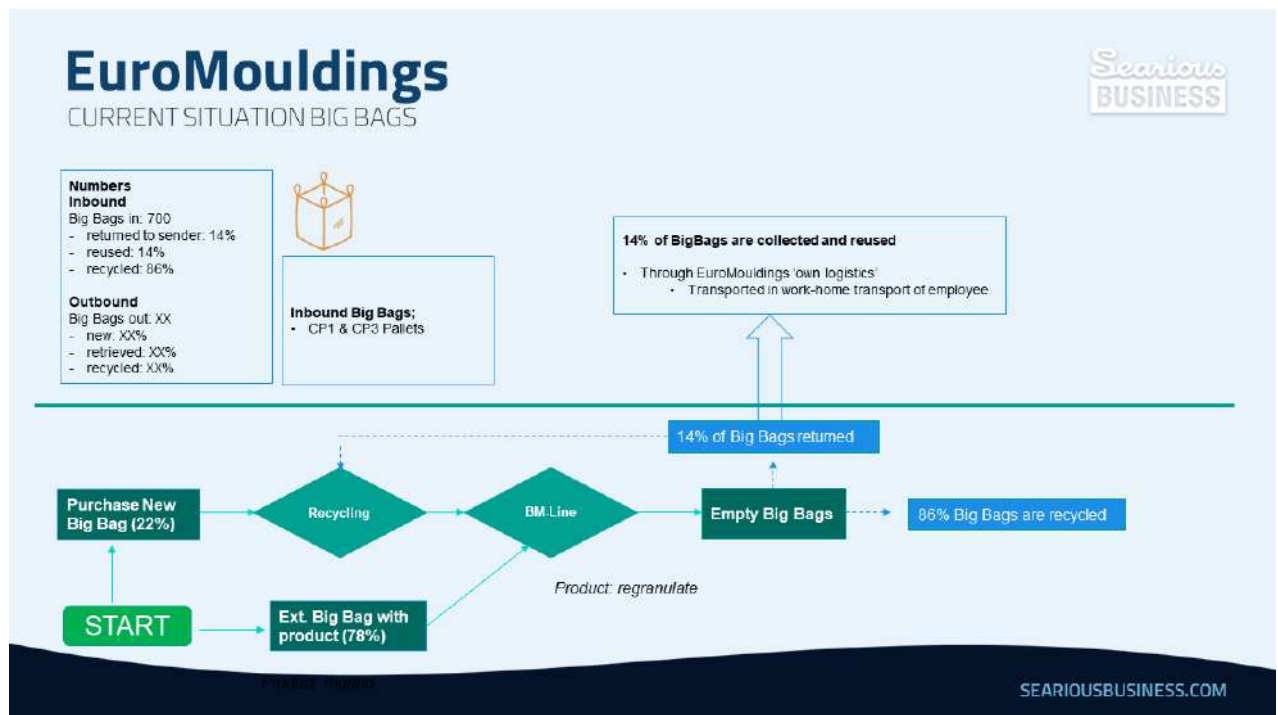 EuroMouldings
CURRENT SITUATION BIG BAGS
Searious
BUSINESS
Numbers
Inbound
Big Bags in: 700
- returned to sender: 14%
- reused: 14%
- recycled: 86%
Outbound
Big Bags out: XX
- new: XX%
- retrieved: XX%
- recycled: XX%
Inbound Big Bags;
• CP1 & CP3 Pallets
14% of BigBags are collected and reused
• Through EuroMouldings 'own logistics'
• Transported in work-home transport of employee
14% of Big Bags returned
Purchase New
Big Bag (22%)
Recycling
BM-Line
Empty Big Bags
86% Big Bags are recycled
Product: regranulate
START
Ext. Big Bag with
product (78%)
Product:
SEARIOUSBUSINESS.COM